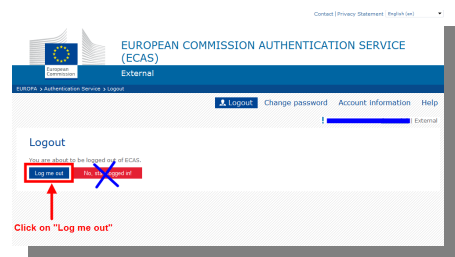 Contact | Privacy Statement English (en)
EUROPEAN COMMISSION AUTHENTICATION SERVICE
(ECAS)
European
Commission
External
EUROPA > Authentication Service > Logout
Logout Change password Account information Help
! | External
Logout
You are about to be logged out of ECAS.
Log me out No, stay logged in!
Click on "Log me out"